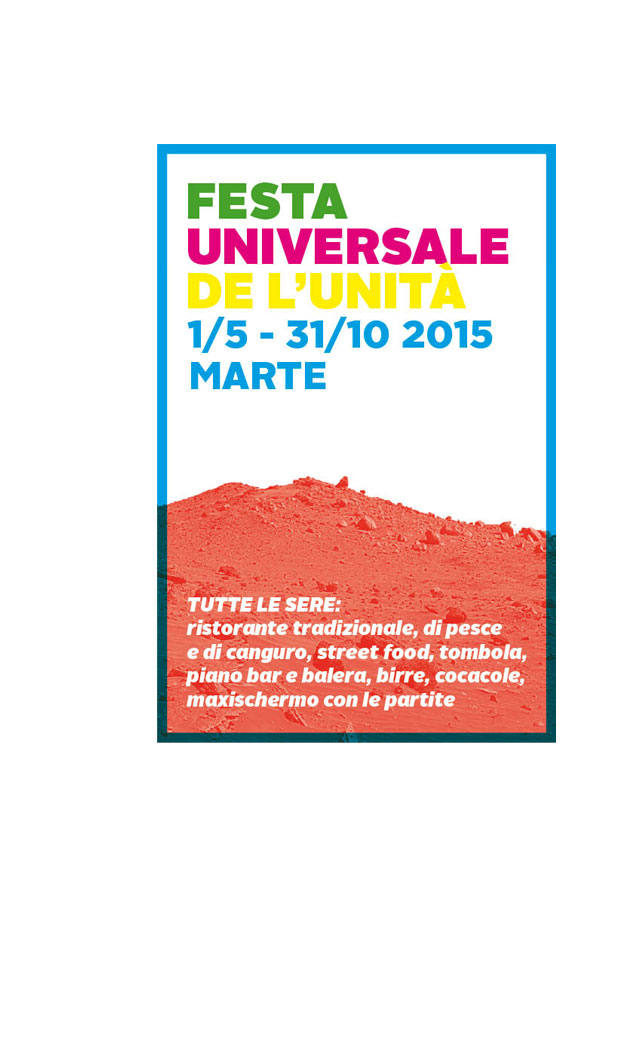 FESTA
UNIVERSALE
DE L’UNITÀ
1/5 - 31/10 2015
MARTE
TUTTE LE SERE:
ristorante tradizionale, di pesce
e di canguro, street food, tombola,
piano bar e balera, birre, cocacole,
maxischermo con le partite